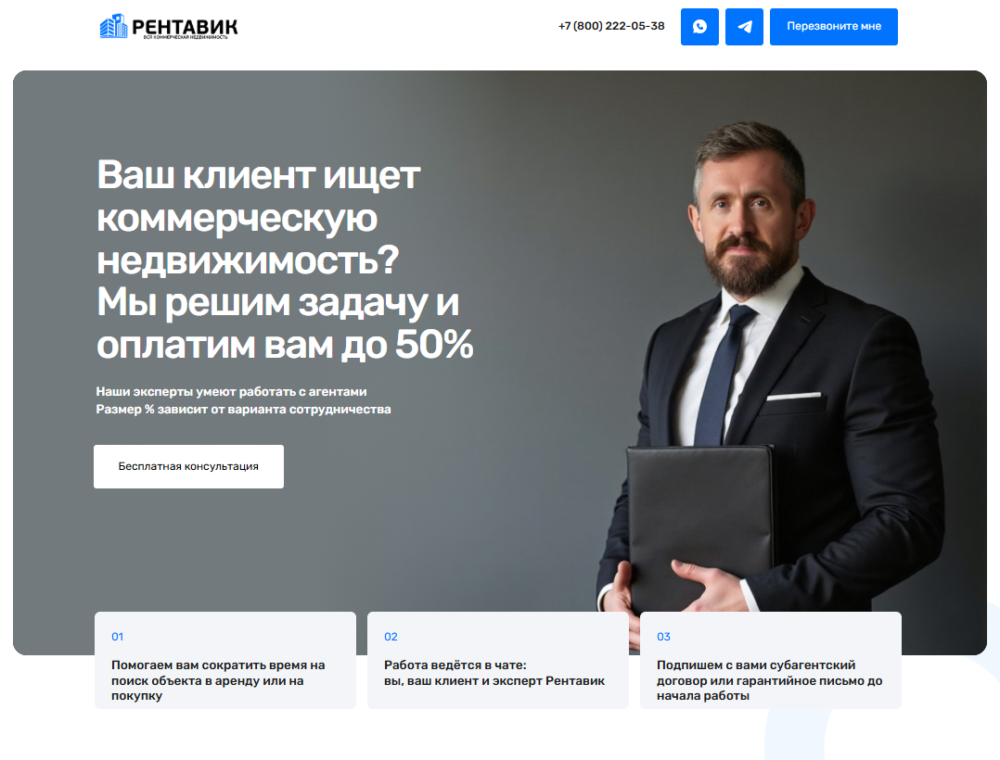 РЕНТАВИК
ВСЯ КОММЕРЧЕСКАЯ НЕДВИЖИМОСТЬ
+7 (800) 222-05-38
Перезвоните мне
Ваш клиент ищет
коммерческую
недвижимость?
Мы решим задачу и
оплатим вам до 50%
Наши эксперты умеют работать с агентами
Размер % зависит от варианта сотрудничества
Бесплатная консультация
01
Помогаем вам сократить время на
поиск объекта в аренду или на
покупку
02
Работа ведётся в чате:
вы, ваш клиент и эксперт Рентавик
03
Подпишем с вами субагентский
договор или гарантийное письмо до
начала работы